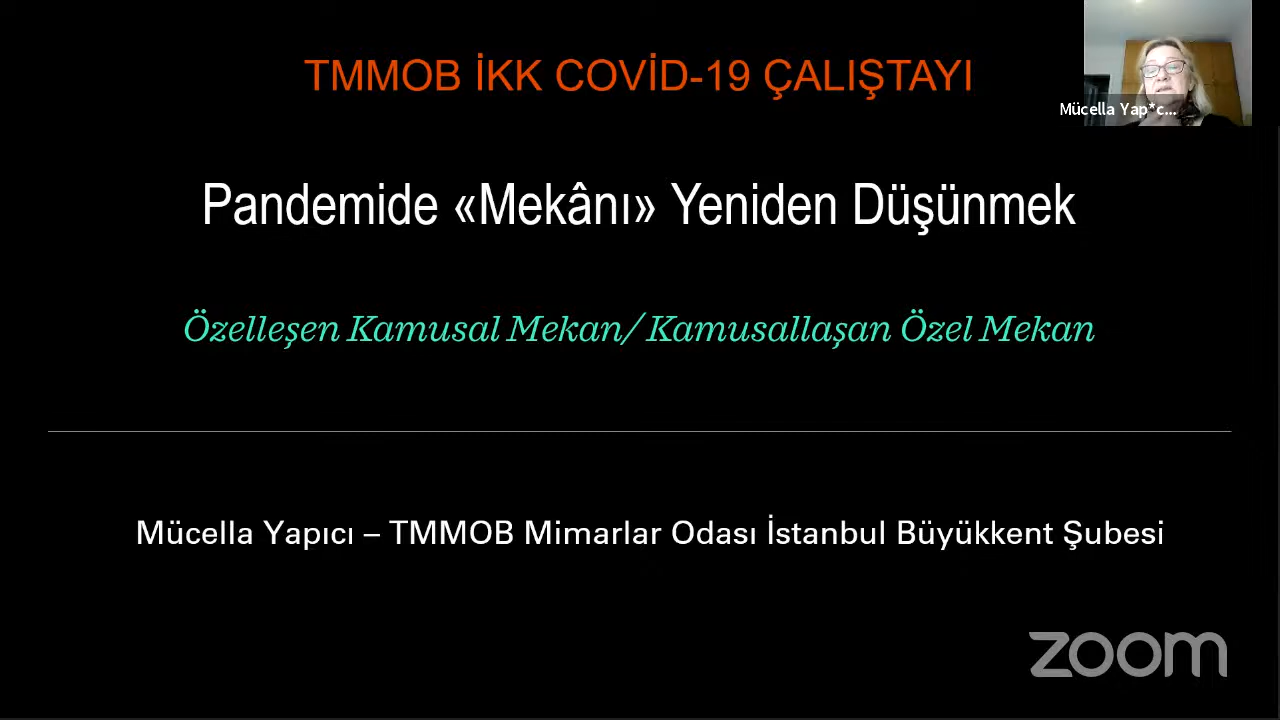 TMMOB İKK COVİD-19 ÇALIŞTAYI
Mücella Yap*c...
Pandemide «Mekânı» Yeniden Düşünmek
Özelleşen Kamusal Mekan/ Kamusallaşan Özel Mekan
Mücella Yapıcı – TMMOB Mimarlar Odası İstanbul Büyükkent Şubesi
zoom